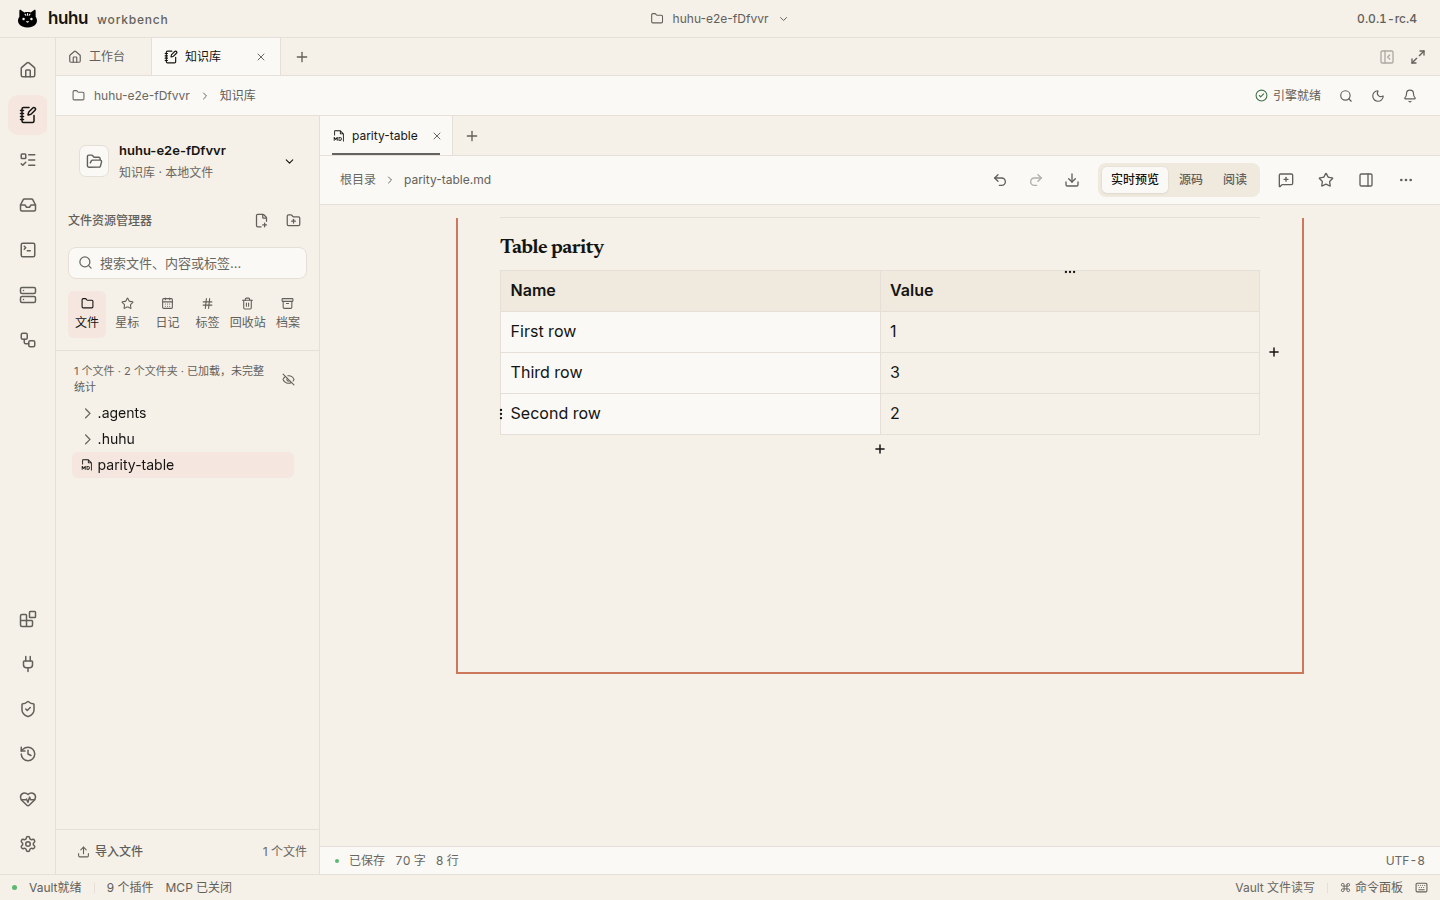 huhu workbench
huhu-e2e-fDfvvr
0.0.1-rc.4
工作台
知识库
huhu-e2e-fDfvvr
知识库
引擎就绪
huhu-e2e-fDfvvr
知识库 · 本地文件
文件资源管理器
搜索文件、内容或标签...
文件
星标
日记
标签
回收站
档案
1 个文件 · 2 个文件夹 · 已加载，未完整
统计
.agents
.huhu
parity-table
导入文件
1 个文件
parity-table
根目录
parity-table.md
实时预览
源码
阅读
Table parity
Name Value
First row 1
Third row 3
Second row 2
已保存 70 字 8 行
UTF-8
Vault就绪
9 个插件
MCP 已关闭
Vault 文件读写
⌘ 命令面板